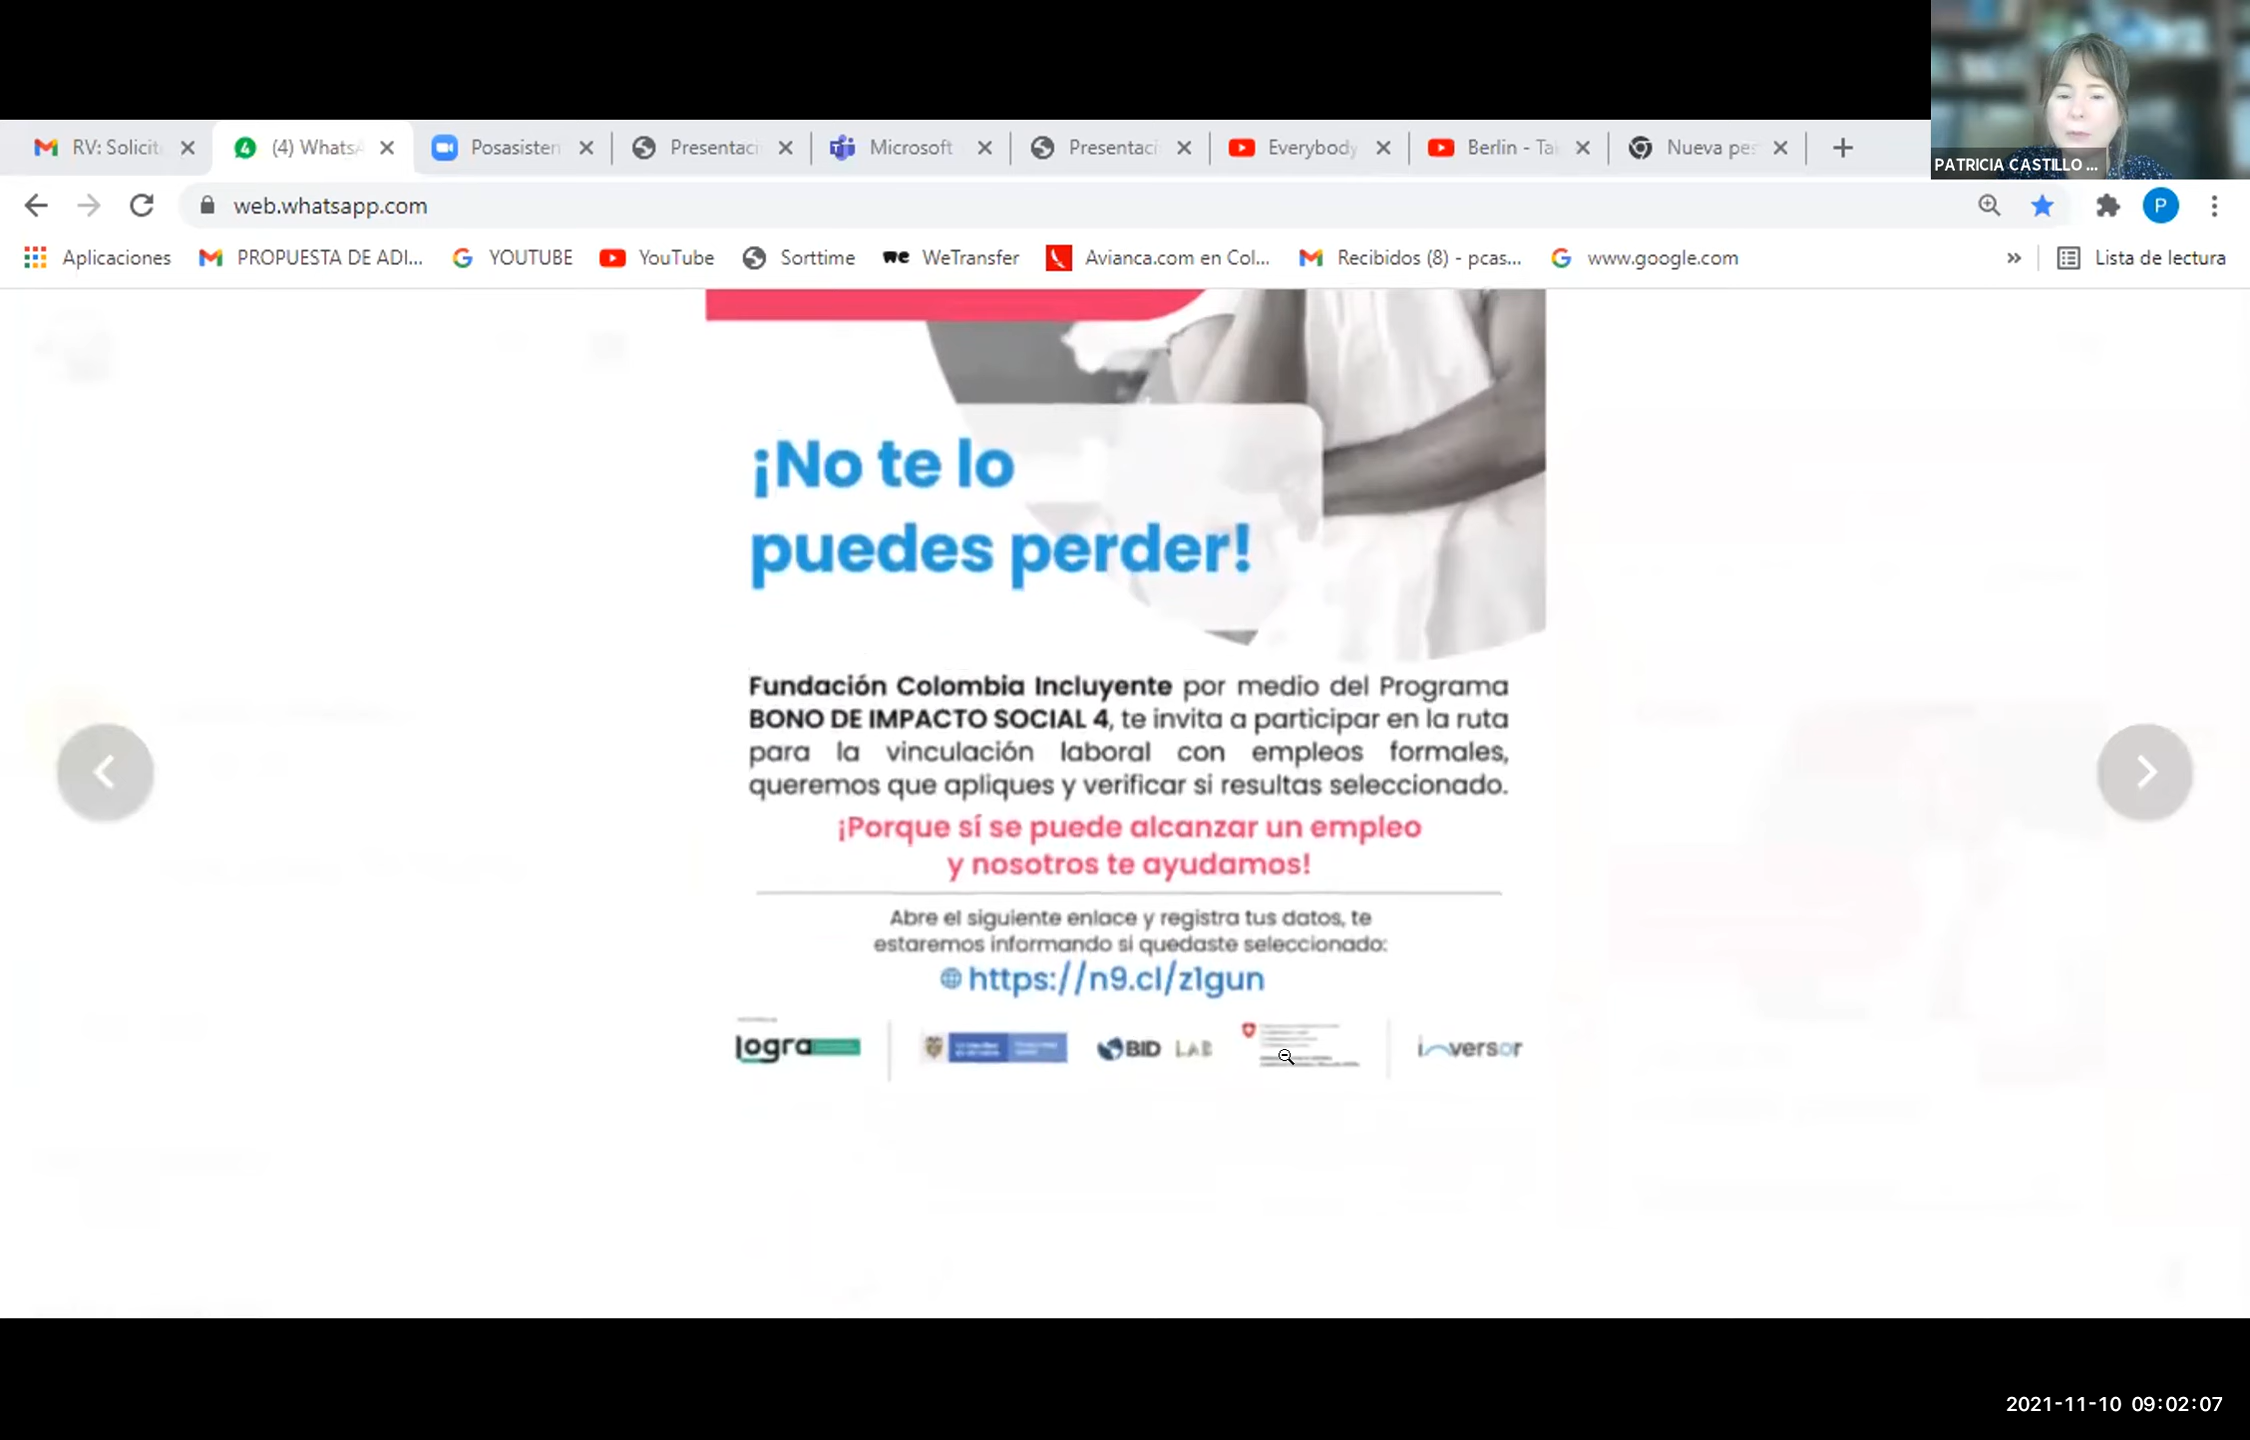 PATRICIA CASTILLO ...
RV: Solicit
(4) Whats
Posasisten
Presentaci
Microsoft
Presentaci
Everybody
Berlin - Ta
Nueva pes
web.whatsapp.com
P
Aplicaciones
PROPUESTA DE ADI...
YOUTUBE
YouTube
Sorttime
we WeTransfer
Avianca.com en Col...
Recibidos (8) - pcas...
www.google.com
»
Lista de lectura
¡No te lo
puedes perder!
Fundación Colombia Incluyente por medio del Programa
BONO DE IMPACTO SOCIAL 4, te invita a participar en la ruta
para la vinculación laboral con empleos formales,
queremos que apliques y verificar si resultas seleccionado.
¡Porque sí se puede alcanzar un empleo
y nosotros te ayudamos!
Abre el siguiente enlace y registra tus datos, te
estaremos informando si quedaste seleccionado:
https://n9.cl/z1gun
logra
BID LAB
inversor
2021-11-10 09:02:07